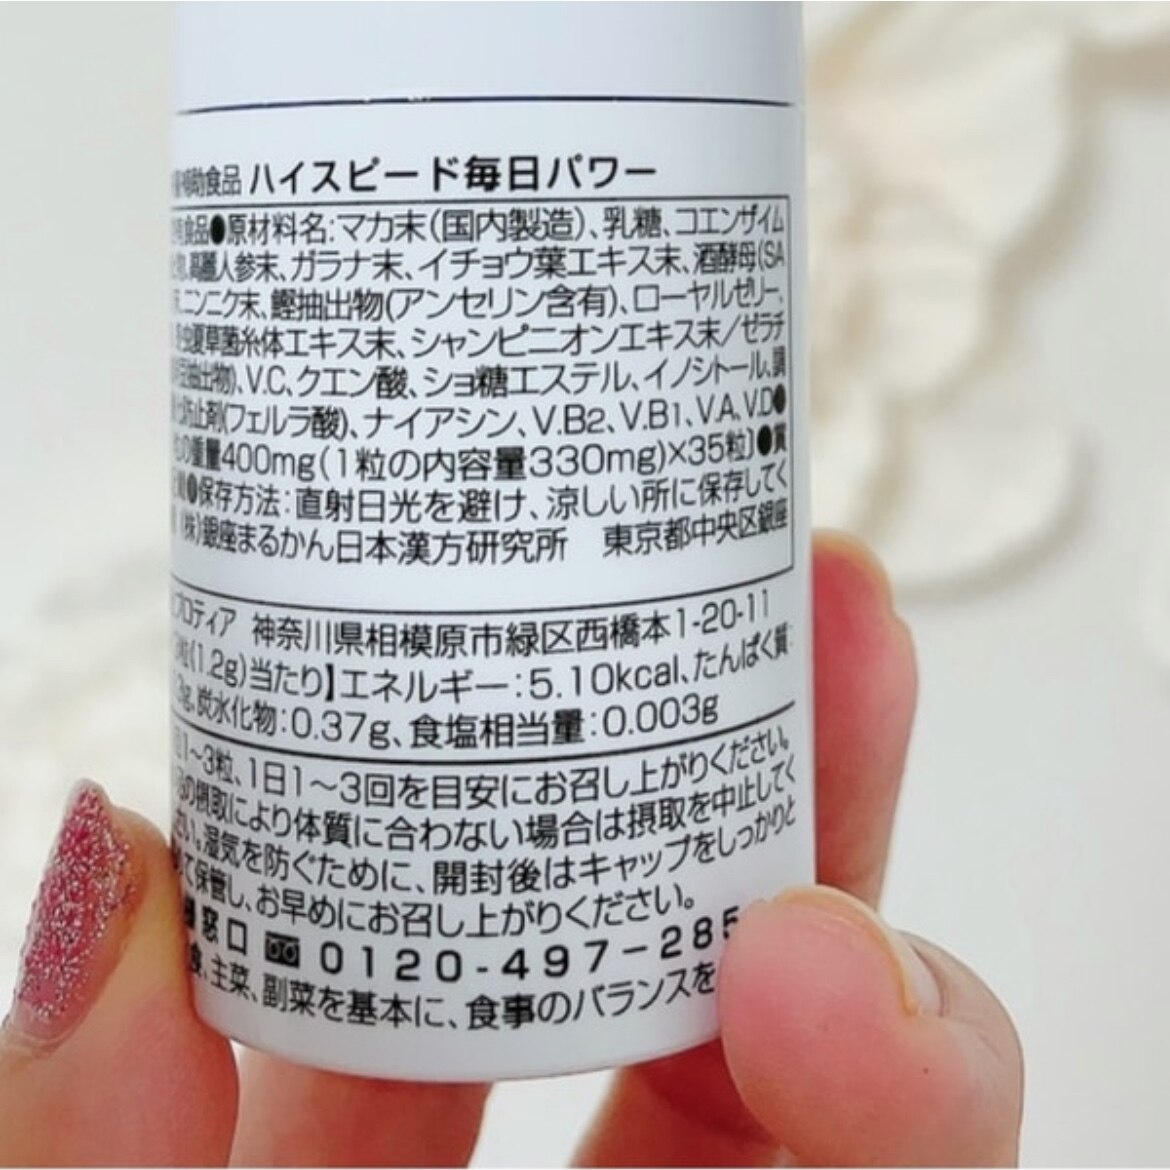 補助食品 ハイスピード毎日パワー
食品●原材料名:マカ末(国内製造)、乳糖、コエンザイム
高麗人参末、ガラナ末、イチョウ葉エキス末、酒酵母(SA
、ニンニク末、鰹抽出物(アンセリン含有)、ローヤルゼリー、
虫夏草菌糸体エキス末、シャンピニオンエキス末/ゼラチ
抽出物)、V.C、クエン酸、ショ糖エステル、イノシトール、
防止剤(フェルラ酸)、ナイアシン、V.B2、V.B1、V.A、V.D●
の重量400mg(1粒の内容量330mg)×35粒〕●賞
●保存方法:直射日光を避け、涼しい所に保存してく
(株)銀座まるかん日本漢方研究所 東京都中央区銀座
プロティア 神奈川県相模原市緑区西橋本1-20-11
粒(1.2g)当たり】エネルギー:5.10kcal、たんぱく質:
3g、炭水化物:0.37g、食塩相当量:0.003g
1~3粒、1日1~3回を目安にお召し上がりください。
の摂取により体質に合わない場合は摂取を中止してく
さい。湿気を防ぐために、開封後はキャップをしっかりと
て保管し、お早めにお召し上がりください。
窓口 0120-497-285
食、主菜、副菜を基本に、食事のバランスを